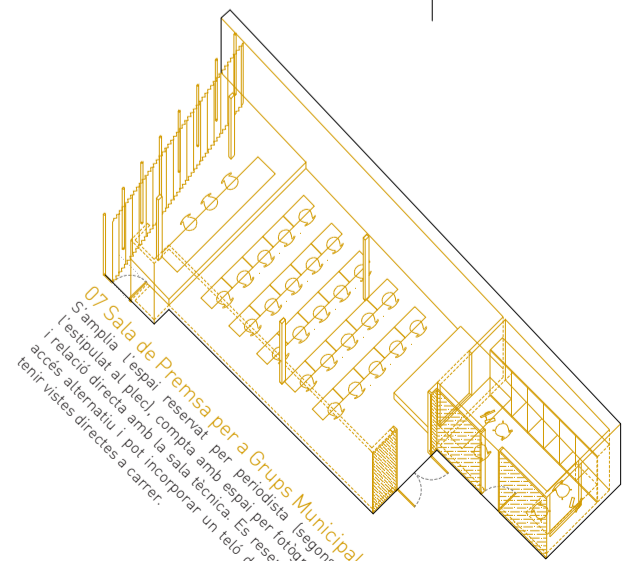 07 Sala de Premsa per a Grups Municipal
S'amplia l'espai reservat per periodista (segons
l'estipulat al plec), compta amb espai per fotògr
i relació directa amb la sala tècnica. Es rese
accés alternatiu i pot incorporar un teló d
tenir vistes directes a carrer.